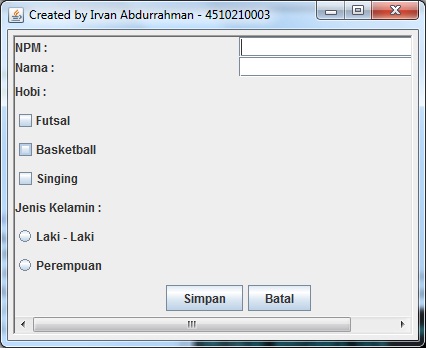 Created by Irvan Abdurrahman - 4510210003
NPM :
Nama :
Hobi :
Futsal
Basketball
Singing
Jenis Kelamin :
Laki - Laki
Perempuan
Simpan Batal